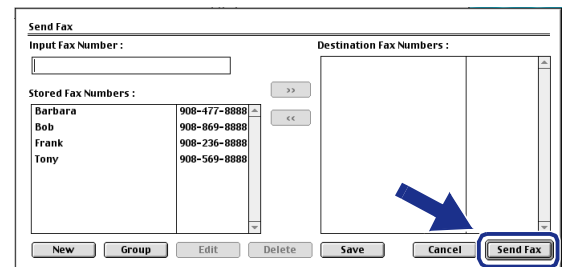 Send Fax
Input Fax Number :
Destination Fax Numbers :
>>
Stored Fax Numbers :
<<
Barbara 908-477-8888
Bob 908-869-8888
Frank 908-236-8888
Tony 908-569-8888
New Group Edit Delete Save Cancel Send Fax